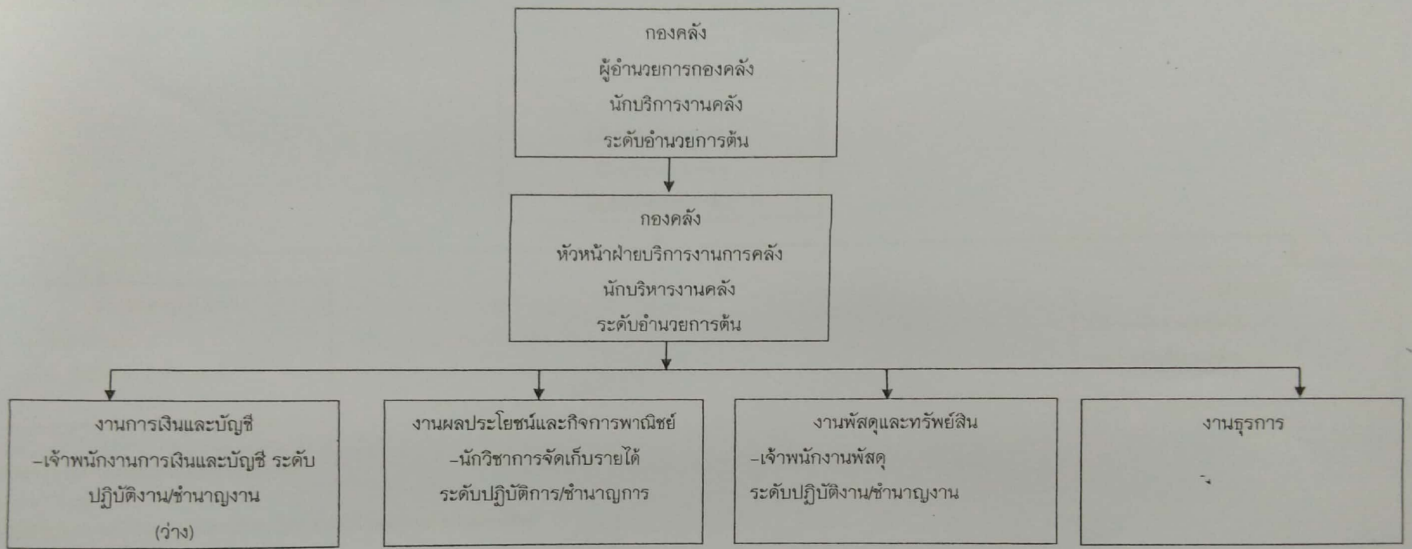 กองคลัง
ผู้อำนวยการกองคลัง
นักบริการงานคลัง
ระดับอำนวยการต้น
กองคลัง
หัวหน้าฝ่ายบริการงานการคลัง
นักบริหารงานคลัง
ระดับอำนวยการต้น
งานการเงินและบัญชี
-เจ้าพนักงานการเงินและบัญชี ระดับ
ปฏิบัติงาน/ชำนาญงาน
(ว่าง)
งานผลประโยชน์และกิจการพาณิชย์
-นักวิชาการจัดเก็บรายได้
ระดับปฏิบัติการ/ชำนาญการ
งานพัสดุและทรัพย์สิน
-เจ้าพนักงานพัสดุ
ระดับปฏิบัติงาน/ชำนาญงาน
งานธุรการ
-